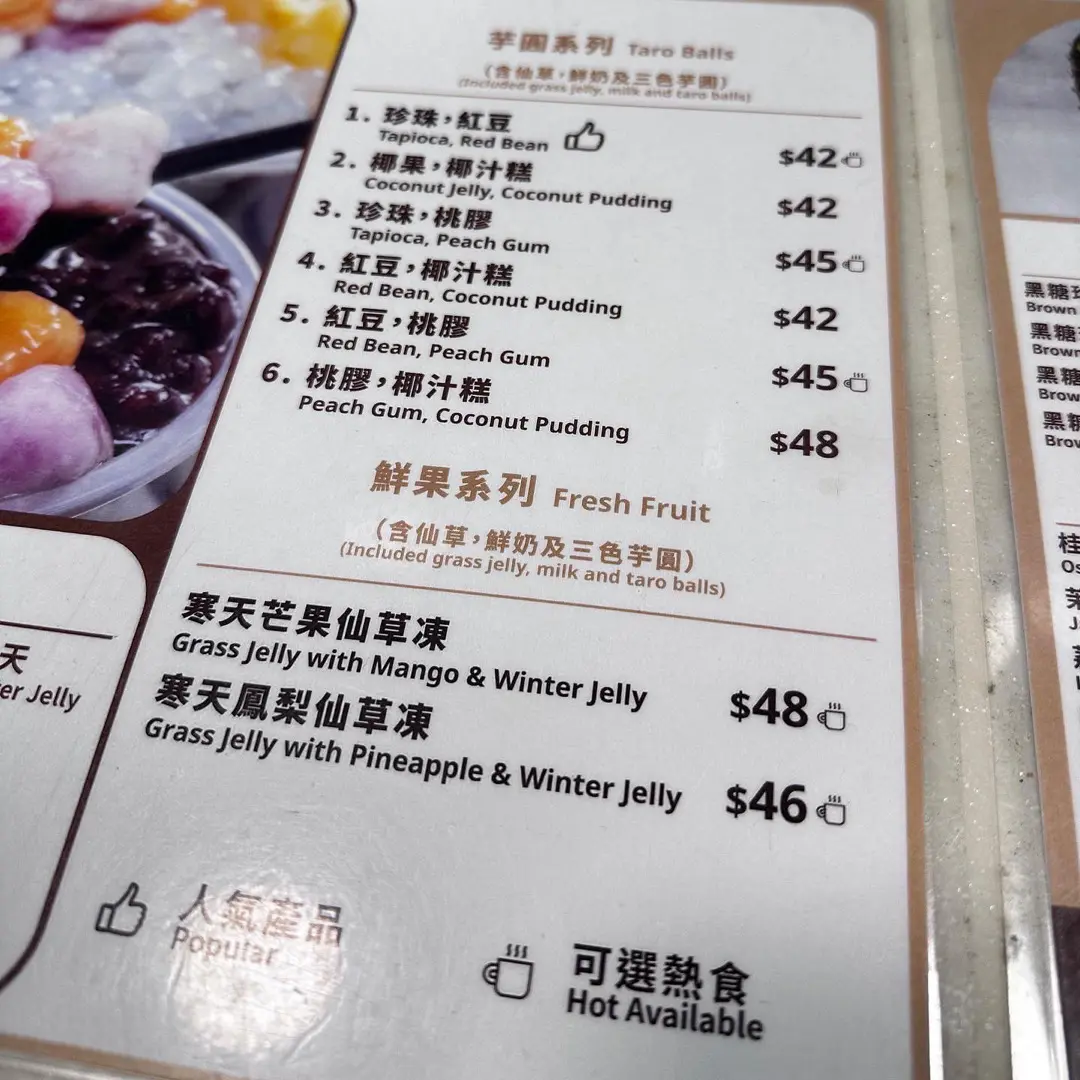 芋圓系列 Taro Balls
(含仙草,鮮奶及三色芋圓)
(Included grass jelly, milk and taro balls)
1. 珍珠,紅豆
Tapioca, Red Bean
$42
2. 椰果,椰汁糕
Coconut Jelly, Coconut Pudding
$42
3. 珍珠,桃膠
Tapioca, Peach Gum
$45
4. 紅豆,椰汁糕
Red Bean, Coconut Pudding
$42
5. 紅豆,桃膠
Red Bean, Peach Gum
$45
6. 桃膠,椰汁糕
Peach Gum, Coconut Pudding
$48
鮮果系列 Fresh Fruit
(含仙草,鮮奶及三色芋圓)
(Included grass jelly, milk and taro balls)
寒天芒果仙草凍
Grass Jelly with Mango & Winter Jelly
$48
寒天鳳梨仙草凍
Grass Jelly with Pineapple & Winter Jelly
$46
人氣產品
Popular
可選熱食
Hot Available
天
er Jelly
黑糖
Brown
黑糖
Brown
黑糖
Brow
黑糖
Brow
桂
Os